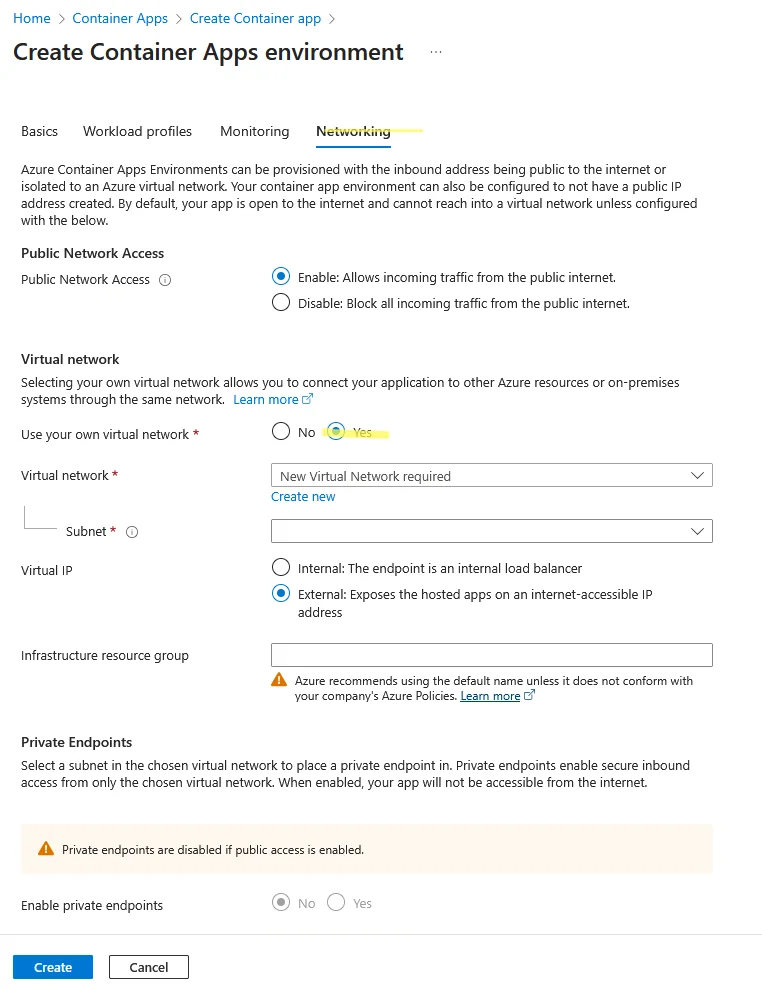 Home > Container Apps > Create Container app >
Create Container Apps environment ...
Basics Workload profiles Monitoring Networking
Azure Container Apps Environments can be provisioned with the inbound address being public to the internet or
isolated to an Azure virtual network. Your container app environment can also be configured to not have a public IP
address created. By default, your app is open to the internet and cannot reach into a virtual network unless configured
with the below.
Public Network Access
Public Network Access
Enable: Allows incoming traffic from the public internet.
Disable: Block all incoming traffic from the public internet.
Virtual network
Selecting your own virtual network allows you to connect your application to other Azure resources or on-premises
systems through the same network. Learn more
Use your own virtual network * No Yes
Virtual network * New Virtual Network required
Create new
Subnet *
Virtual IP
Internal: The endpoint is an internal load balancer
External: Exposes the hosted apps on an internet-accessible IP
address
Infrastructure resource group
Azure recommends using the default name unless it does not conform with
your company's Azure Policies. Learn more
Private Endpoints
Select a subnet in the chosen virtual network to place a private endpoint in. Private endpoints enable secure inbound
access from only the chosen virtual network. When enabled, your app will not be accessible from the internet.
Private endpoints are disabled if public access is enabled.
Enable private endpoints No Yes
Create Cancel